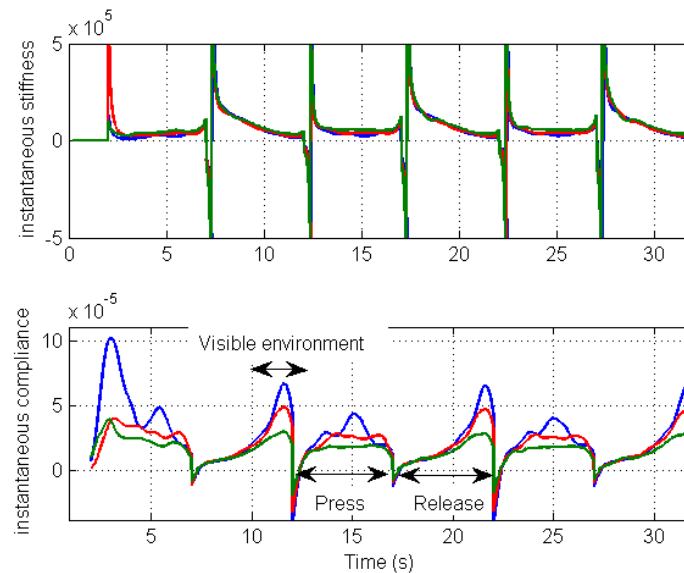 x 10^5
instantaneous stiffness
5
0
-5
0 5 10 15 20 25 30
x 10^-5
instantaneous compliance
10
5
0
Visible environment
Press Release
5 10 15 20 25 30
Time (s)